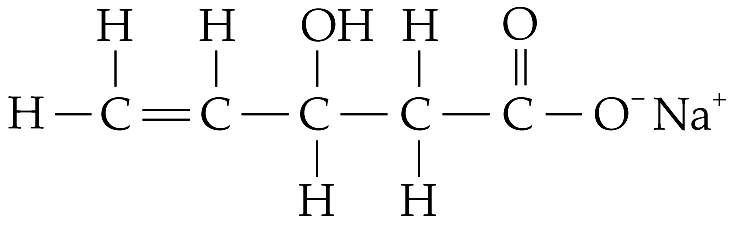 H H OH H O
H — C = C — C — C — C — O⁻ Na⁺
H H